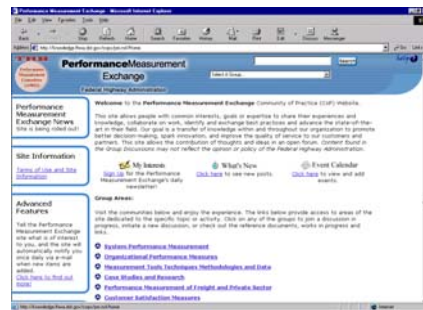 Performance Measurement Exchange - Microsoft Internet Explorer
File Edit View Favorites Tools Help
PerformanceMeasurement
Exchange
Federal Highway Administration
Select A Group
Search
Help
Performance
Measurement
Exchange News
Site is being rolled out!
Site Information
Terms of Use and Site
Information
Advanced
Features
Tell the Performance
Measurement Exchange
site what is of interest
to you, and the site will
automatically notify you
once daily via e-mail
when new items are
added.
Click here to find out
more!
Welcome to the Performance Measurement Exchange Community of Practice (CoP) Website.
This site allows people with common interests, goals or expertise to share their experiences and
knowledge, collaborate on work, identify and exchange best practices and advance the state-of-the-
art in their field. Our goal is a transfer of knowledge within and throughout our organization to promote
better decision-making, spark innovation, and improve the quality of service to our customers and
partners. This site allows the contribution of thoughts and ideas in an open forum. Content found in
the Group Discussions may not reflect the opinion or policy of the Federal Highway Administration.
My Interests
Sign Up for the Performance
Measurement Exchange's daily
newsletter!
What's New
Click here to see new posts.
Event Calendar
Click here to view and add
events.
Group Areas:
Visit the communities below and enjoy the experience. The links below provide access to areas of the
site dedicated to the specific topic or activity. Click on any of the groups to join a discussion in
progress, initiate a new discussion, or check out the reference documents, works in progress and
links.
System Performance Measurement
Organizational Performance Measures
Measurement Tools Techniques Methodologies and Data
Case Studies and Research
Performance Measurement of Freight and Private Sector
Customer Satisfaction Measures
Internet